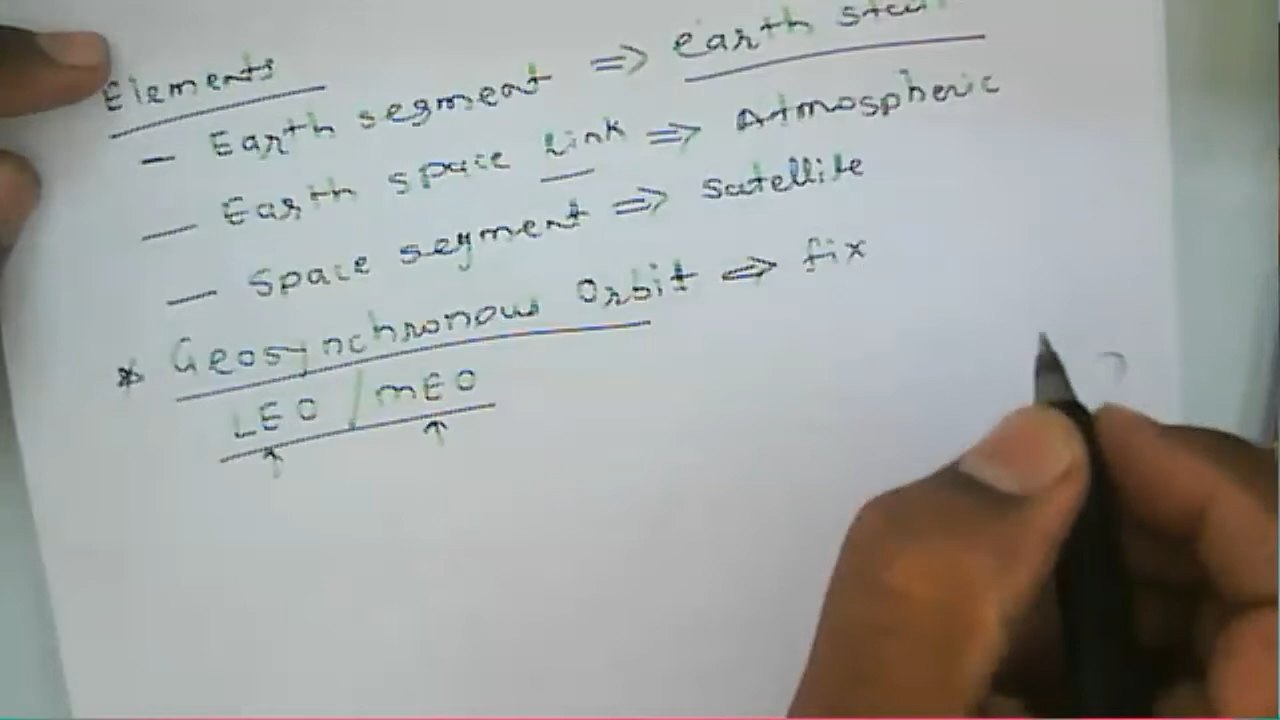 Elements
— Earth segment ⇒ earth
— Earth space Link ⇒ Atmospheric
— Space segment ⇒ Satellite
* Geosynchronous Orbit ⇒ fix
LEO / MEO
↑ ↑